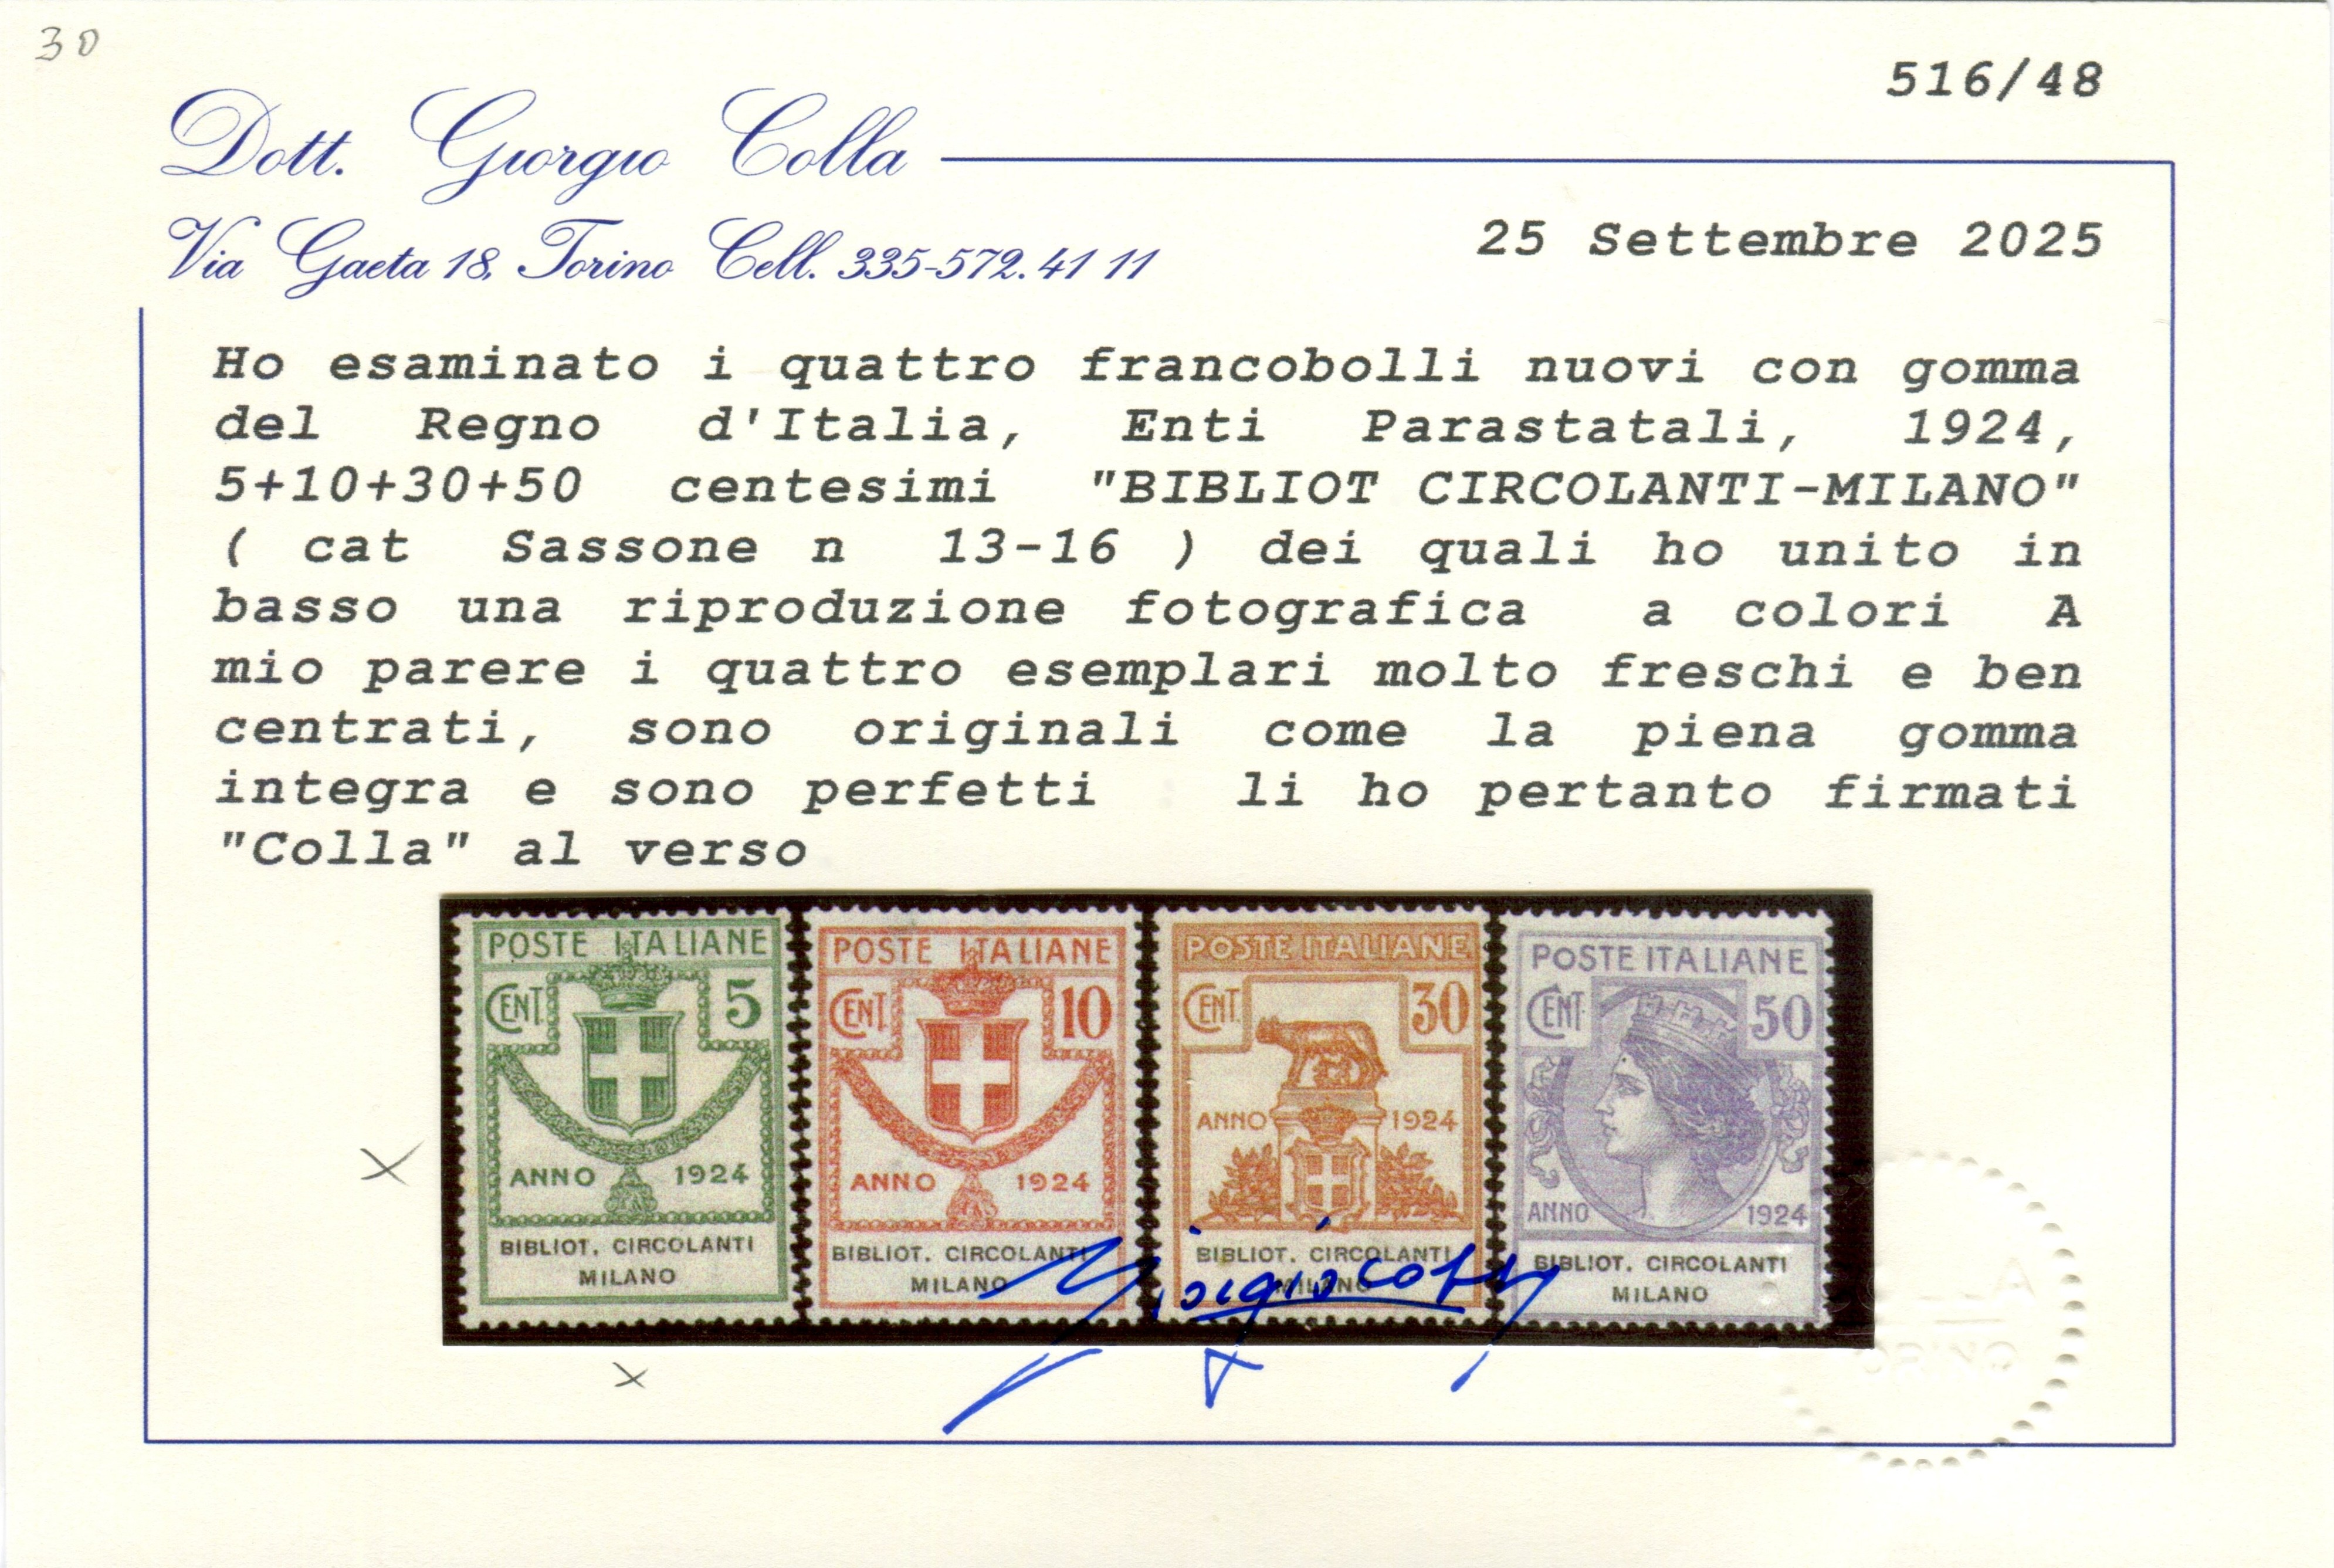 30
516/48
Dott. Giorgio Colla
Via Gaeta 18, Torino Cell. 335-572.41 11
25 Settembre 2025
Ho esaminato i quattro francobolli nuovi con gomma
del Regno d'Italia, Enti Parastatali, 1924,
5+10+30+50 centesimi "BIBLIOT CIRCOLANTI-MILANO"
( cat Sassone n 13-16 ) dei quali ho unito in
basso una riproduzione fotografica a colori A
mio parere i quattro esemplari molto freschi e ben
centrati, sono originali come la piena gomma
integra e sono perfetti li ho pertanto firmati
"Colla" al verso
POSTE ITALIANE
CENT. 5
ANNO 1924
BIBLIOT. CIRCOLANTI
MILANO
POSTE ITALIANE
CENT. 10
ANNO 1924
BIBLIOT. CIRCOLANTI
MILANO
POSTE ITALIANE
CENT. 30
ANNO 1924
BIBLIOT. CIRCOLANTI
MILANO
POSTE ITALIANE
CENT. 50
ANNO 1924
BIBLIOT. CIRCOLANTI
MILANO